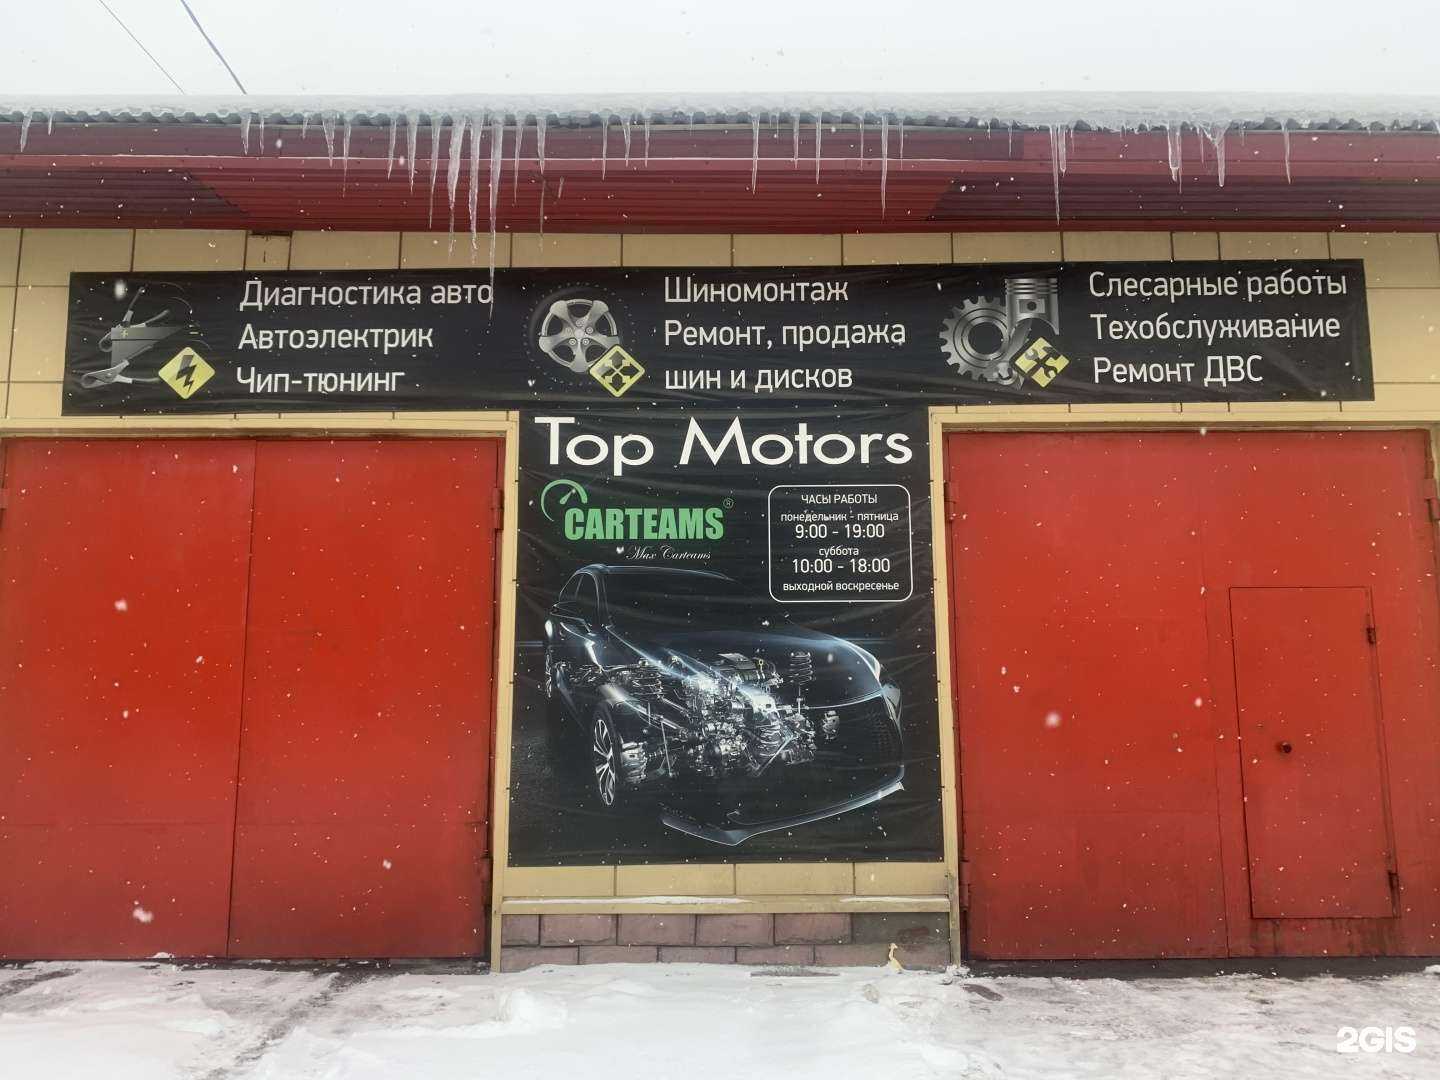 Диагностика авто
Автоэлектрик
Чип-тюнинг
Шиномонтаж
Ремонт, продажа
шин и дисков
Слесарные работы
Техобслуживание
Ремонт ДВС
Top Motors
CARTEAMS®
Max Carteams
ЧАСЫ РАБОТЫ
понедельник - пятница
9:00 - 19:00
суббота
10:00 - 18:00
выходной воскресенье
2GIS